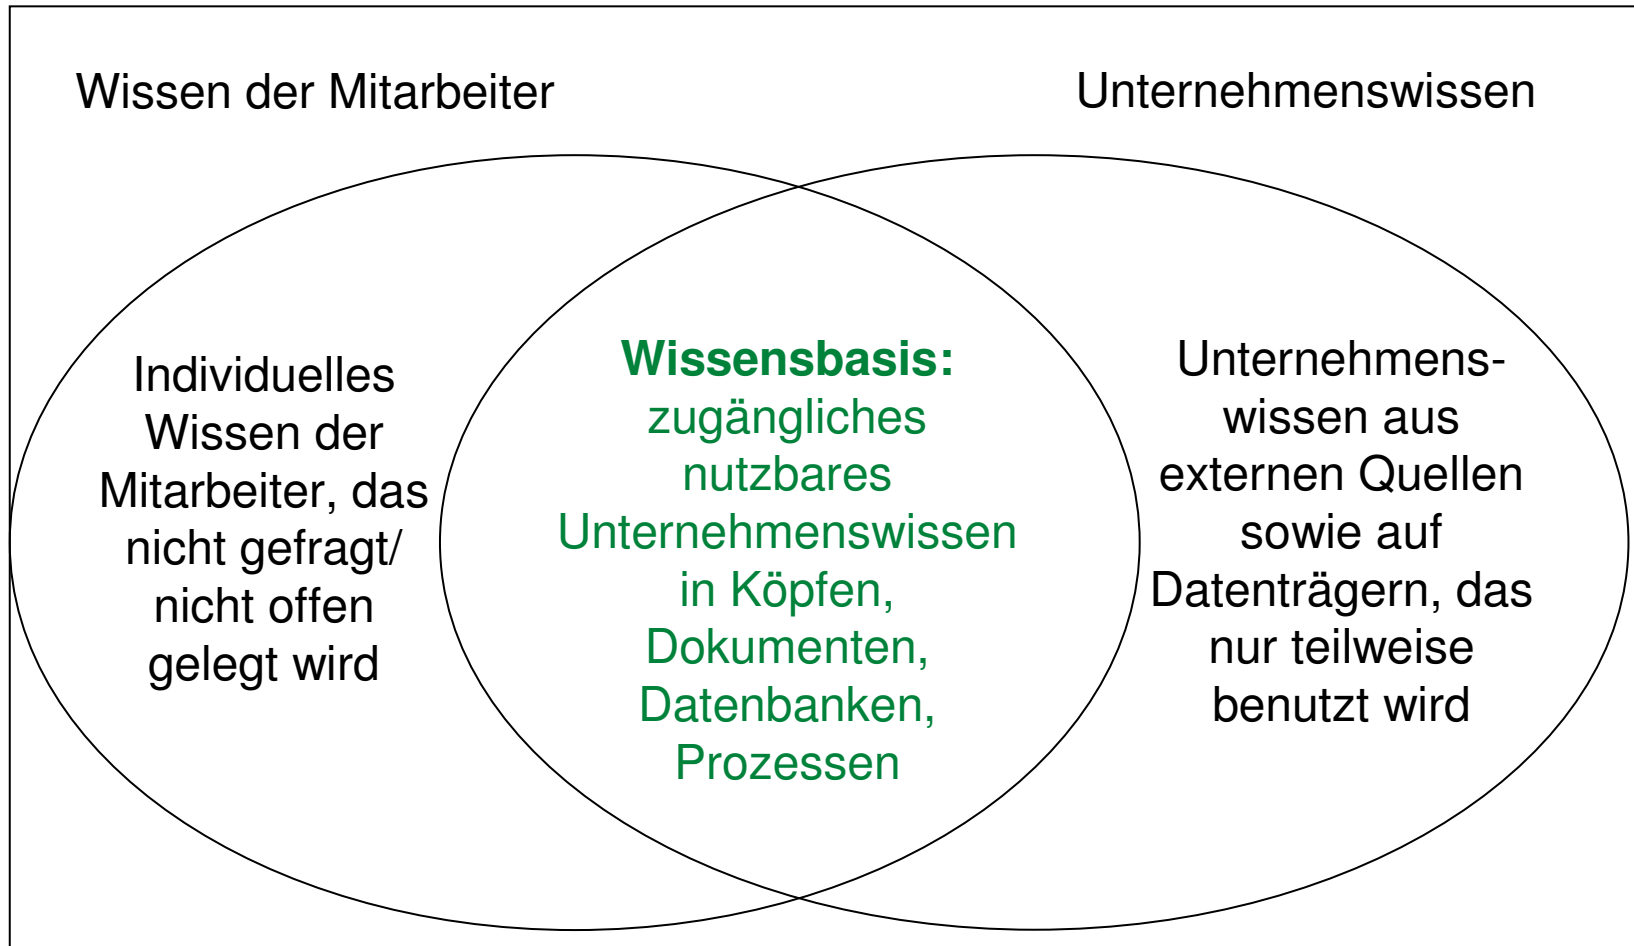 Wissen der Mitarbeiter
Unternehmenswissen
Individuelles
Wissen der
Mitarbeiter, das
nicht gefragt/
nicht offen
gelegt wird
Wissensbasis:
zugängliches
nutzbares
Unternehmenswissen
in Köpfen,
Dokumenten,
Datenbanken,
Prozessen
Unternehmens-
wissen aus
externen Quellen
sowie auf
Datenträgern, das
nur teilweise
benutzt wird